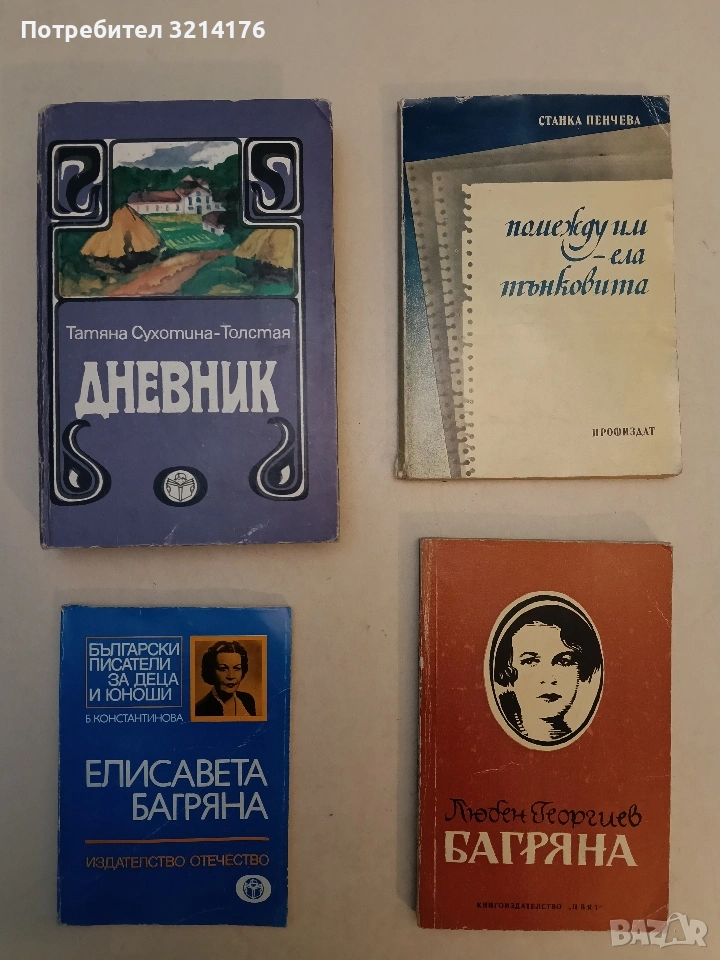 Потребител 3214176
Татяна Сухотина-Толстая
ДНЕВНИК
СТАНКА ПЕНЧЕВА
помежду им
-ела
тънковита
ПРОФИЗДАТ
БЪЛГАРСКИ
ПИСАТЕЛИ
ЗА ДЕЦА
И ЮНОШИ
Б. КОНСТАНТИНОВА
ЕЛИСАВЕТА
БАГРЯНА
ИЗДАТЕЛСТВО ОТЕЧЕСТВО
Любен Георгиев
БАГРЯНА
КНИГОИЗДАТЕЛСТВО
BAZAR